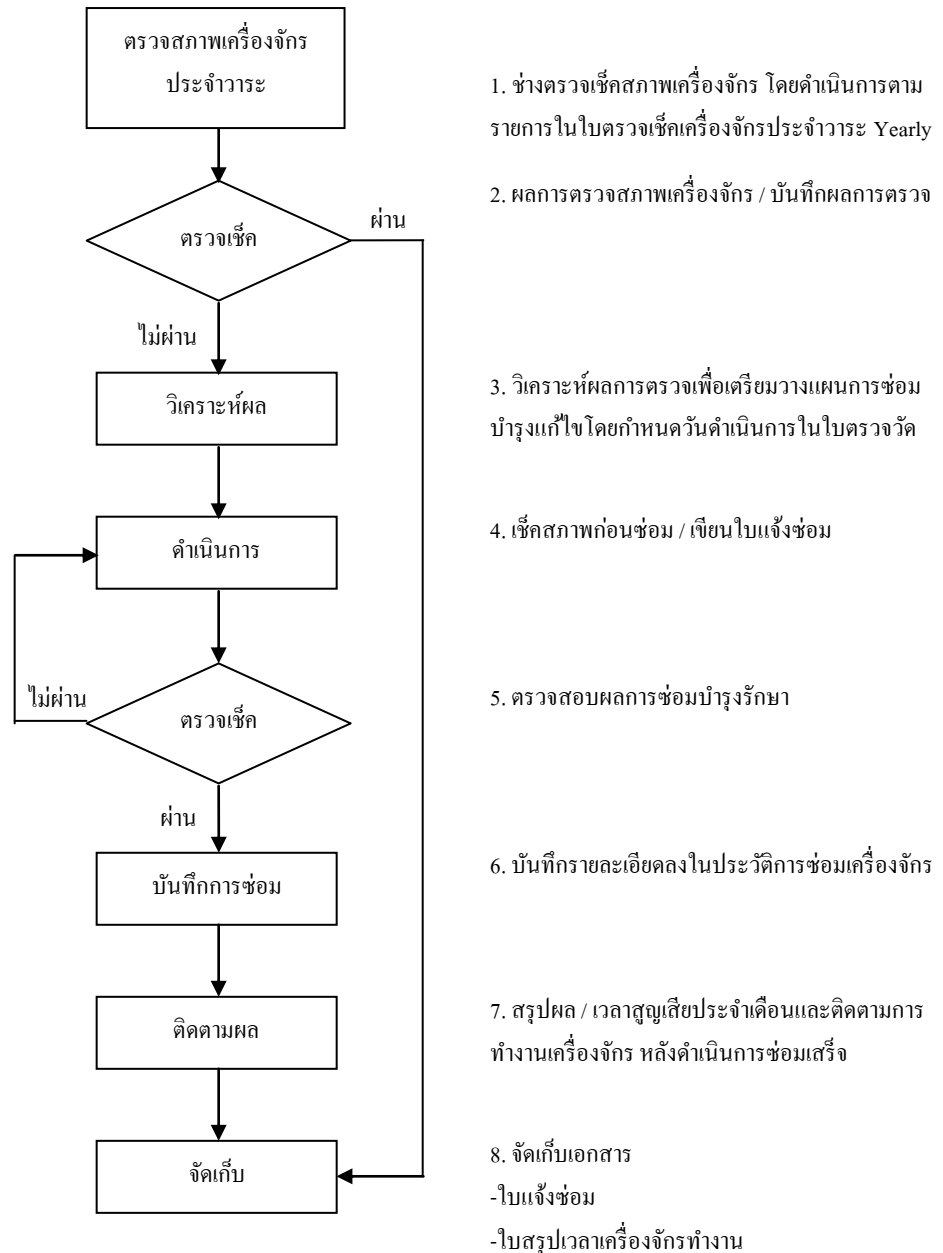 ตรวจสภาพเครื่องจักร
ประจำวาระ
1. ช่างตรวจเช็คสภาพเครื่องจักร โดยดำเนินการตาม
รายการในใบตรวจเช็คเครื่องจักรประจำวาระ Yearly
2. ผลการตรวจสภาพเครื่องจักร / บันทึกผลการตรวจ
ผ่าน
ตรวจเช็ค
ไม่ผ่าน
วิเคราะห์ผล
3. วิเคราะห์ผลการตรวจเพื่อเตรียมวางแผนการซ่อม
บำรุงแก้ไขโดยกำหนดวันดำเนินการในใบตรวจวัด
ดำเนินการ
4. เช็คสภาพก่อนซ่อม / เขียนใบแจ้งซ่อม
ไม่ผ่าน
ตรวจเช็ค
5. ตรวจสอบผลการซ่อมบำรุงรักษา
ผ่าน
บันทึกการซ่อม
6. บันทึกรายละเอียดลงในประวัติการซ่อมเครื่องจักร
ติดตามผล
7. สรุปผล / เวลาสูญเสียประจำเดือนและติดตามการ
ทำงานเครื่องจักร หลังดำเนินการซ่อมเสร็จ
จัดเก็บ
8. จัดเก็บเอกสาร
-ใบแจ้งซ่อม
-ใบสรุปเวลาเครื่องจักรทำงาน